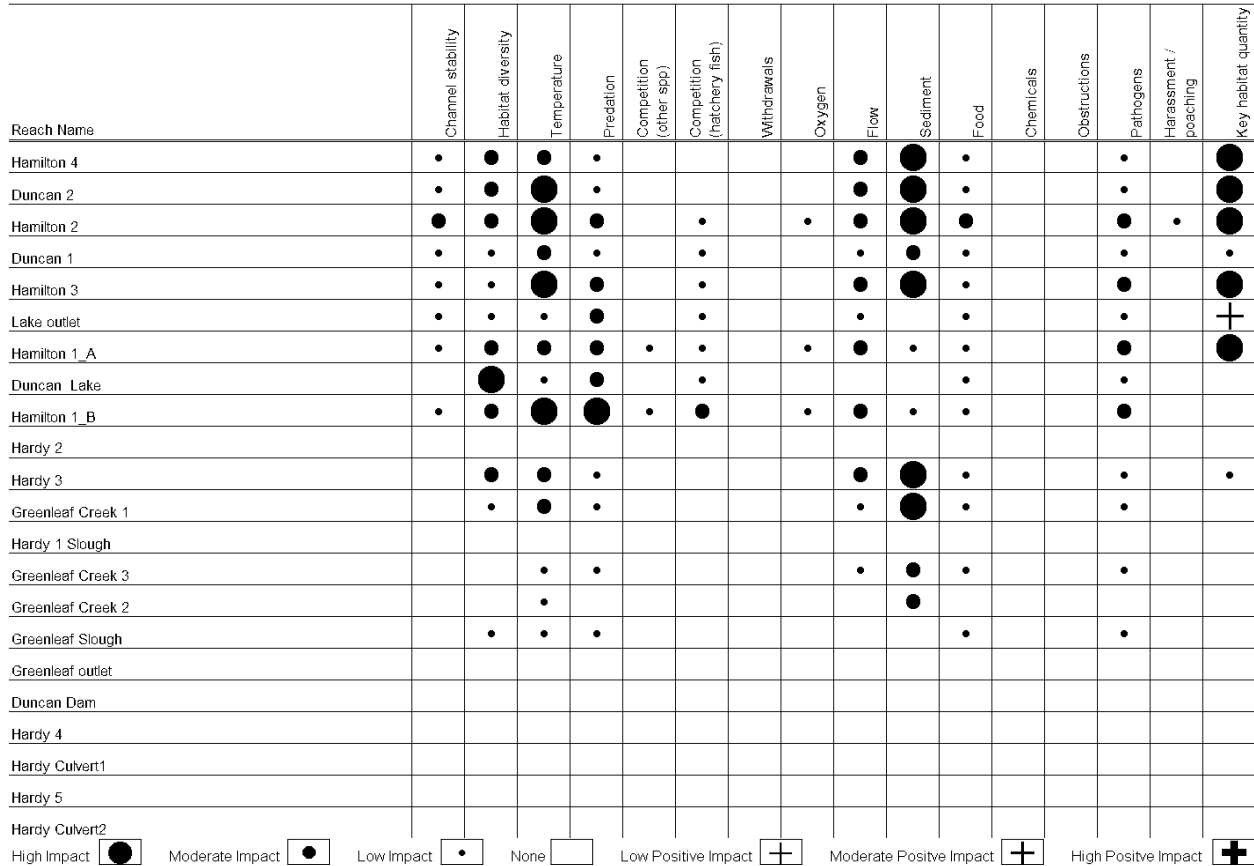 Reach Name
Channel stability
Habitat diversity
Temperature
Predation
Competition
(other spp)
Competition
(hatchery fish)
Withdrawals
Oxygen
Flow
Sediment
Food
Chemicals
Obstructions
Pathogens
Harassment /
poaching
Key habitat quantity
Hamilton 4
Duncan 2
Hamilton 2
Duncan 1
Hamilton 3
Lake outlet
Hamilton 1_A
Duncan Lake
Hamilton 1_B
Hardy 2
Hardy 3
Greenleaf Creek 1
Hardy 1 Slough
Greenleaf Creek 3
Greenleaf Creek 2
Greenleaf Slough
Greenleaf outlet
Duncan Dam
Hardy 4
Hardy Culvert1
Hardy 5
Hardy Culvert2
High Impact Moderate Impact Low Impact None Low Positive Impact Moderate Positve Impact High Positve Impact